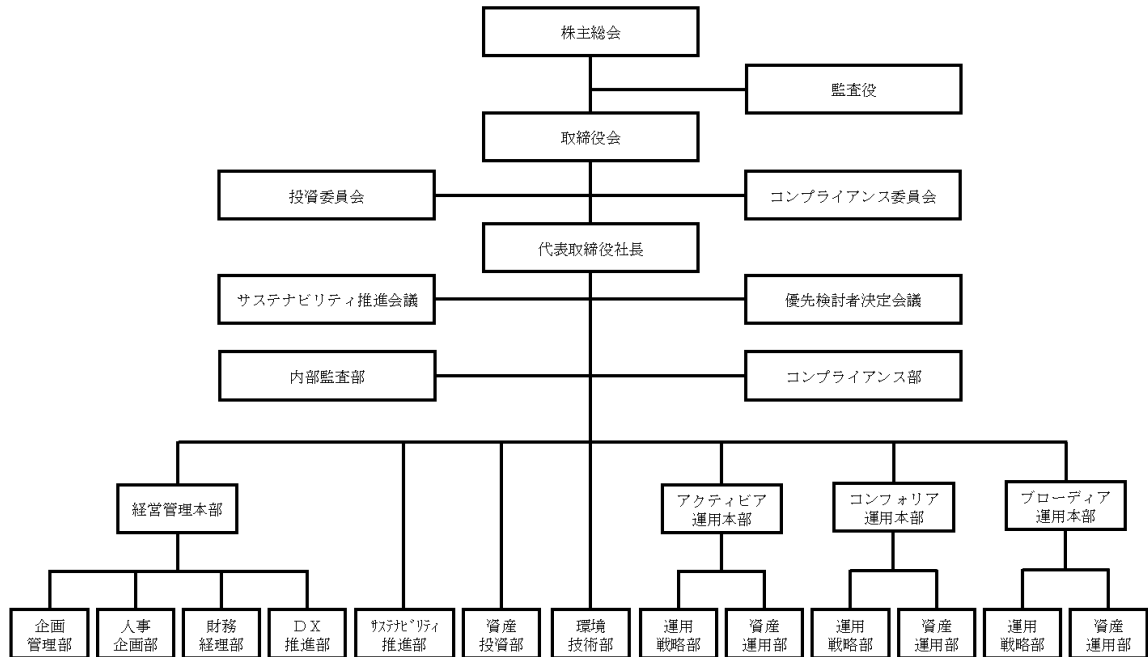 株主総会
監査役
取締役会
投資委員会
コンプライアンス委員会
代表取締役社長
サステナビリティ推進会議
優先検討者決定会議
内部監査部
コンプライアンス部
経営管理本部
アクティビア
運用本部
コンフォリア
運用本部
ブローディア
運用本部
企画
管理部
人事
企画部
財務
経理部
ＤＸ
推進部
ｻｽﾃﾅﾋﾞﾘﾃｨ
推進部
資産
投資部
環境
技術部
運用
戦略部
資産
運用部
運用
戦略部
資産
運用部
運用
戦略部
資産
運用部